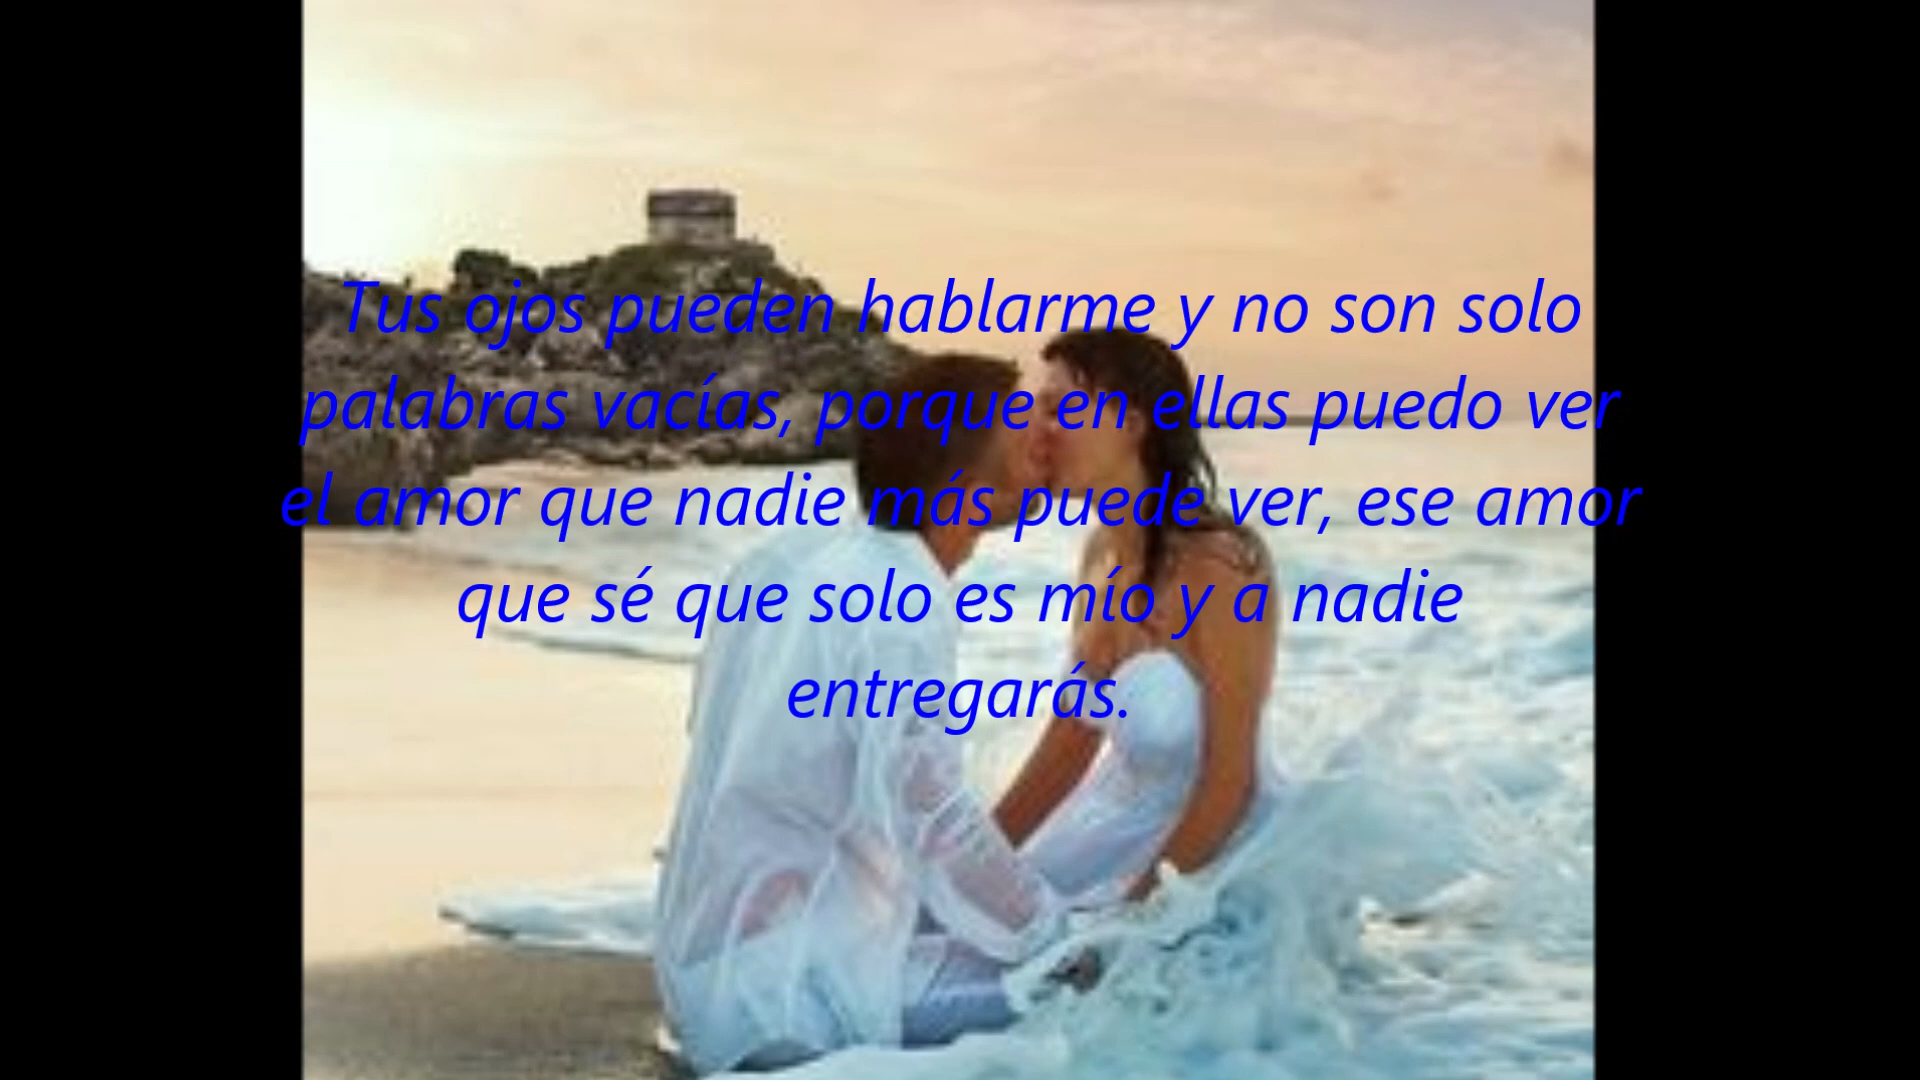 Tus ojos pueden hablarme y no son solo
palabras vacías, porque en ellas puedo ver
el amor que nadie más puede ver, ese amor
que sé que solo es mío y a nadie
entregarás.